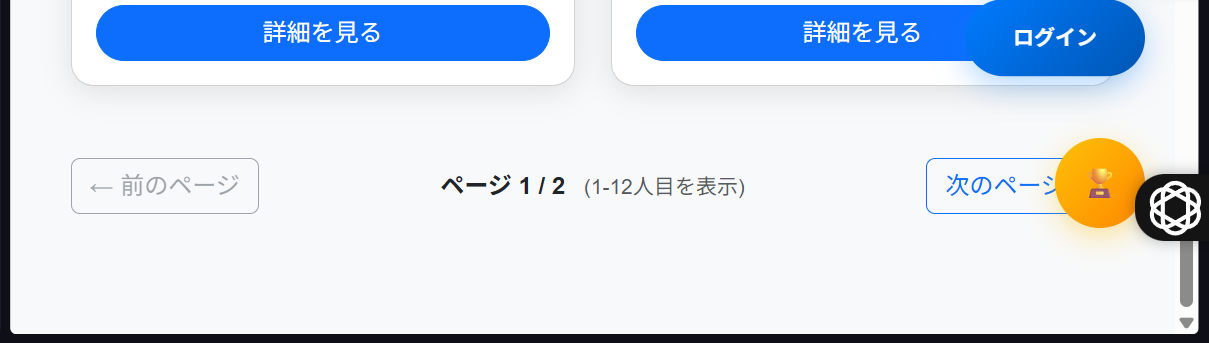 詳細を見る
詳細を見る
ログイン
← 前のページ
ページ 1 / 2 (1-12人目を表示)
次のページ